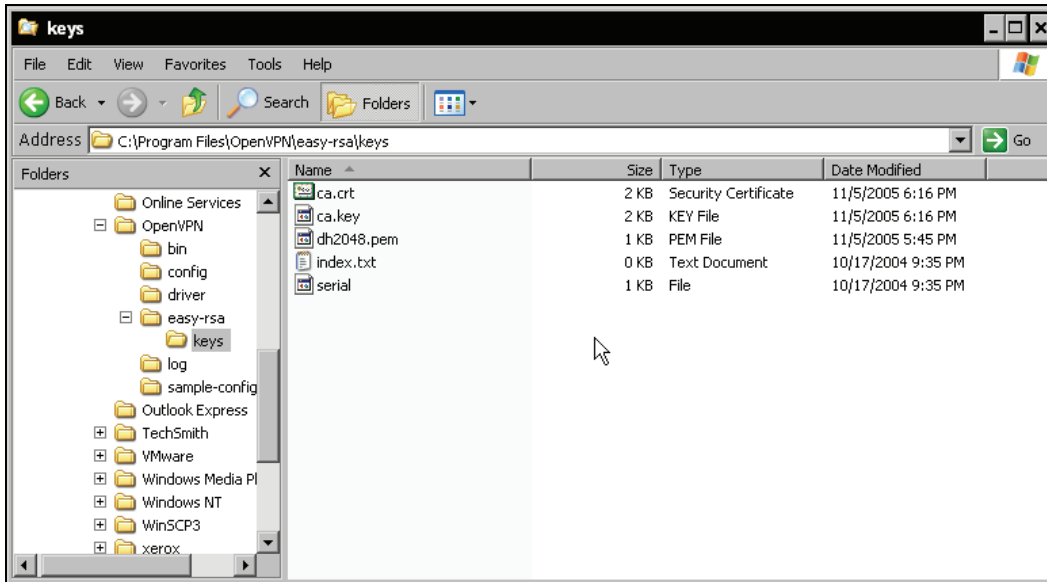 keys
File Edit View Favorites Tools Help
Back Search Folders
Address C:\Program Files\OpenVPN\easy-rsa\keys Go
Folders x
Online Services
OpenVPN
bin
config
driver
easy-rsa
keys
log
sample-config
Outlook Express
TechSmith
VMware
Windows Media Pl
Windows NT
WinSCP3
xerox
Name Size Type Date Modified
ca.crt 2 KB Security Certificate 11/5/2005 6:16 PM
ca.key 2 KB KEY File 11/5/2005 6:16 PM
dh2048.pem 1 KB PEM File 11/5/2005 5:45 PM
index.txt 0 KB Text Document 10/17/2004 9:35 PM
serial 1 KB File 10/17/2004 9:35 PM